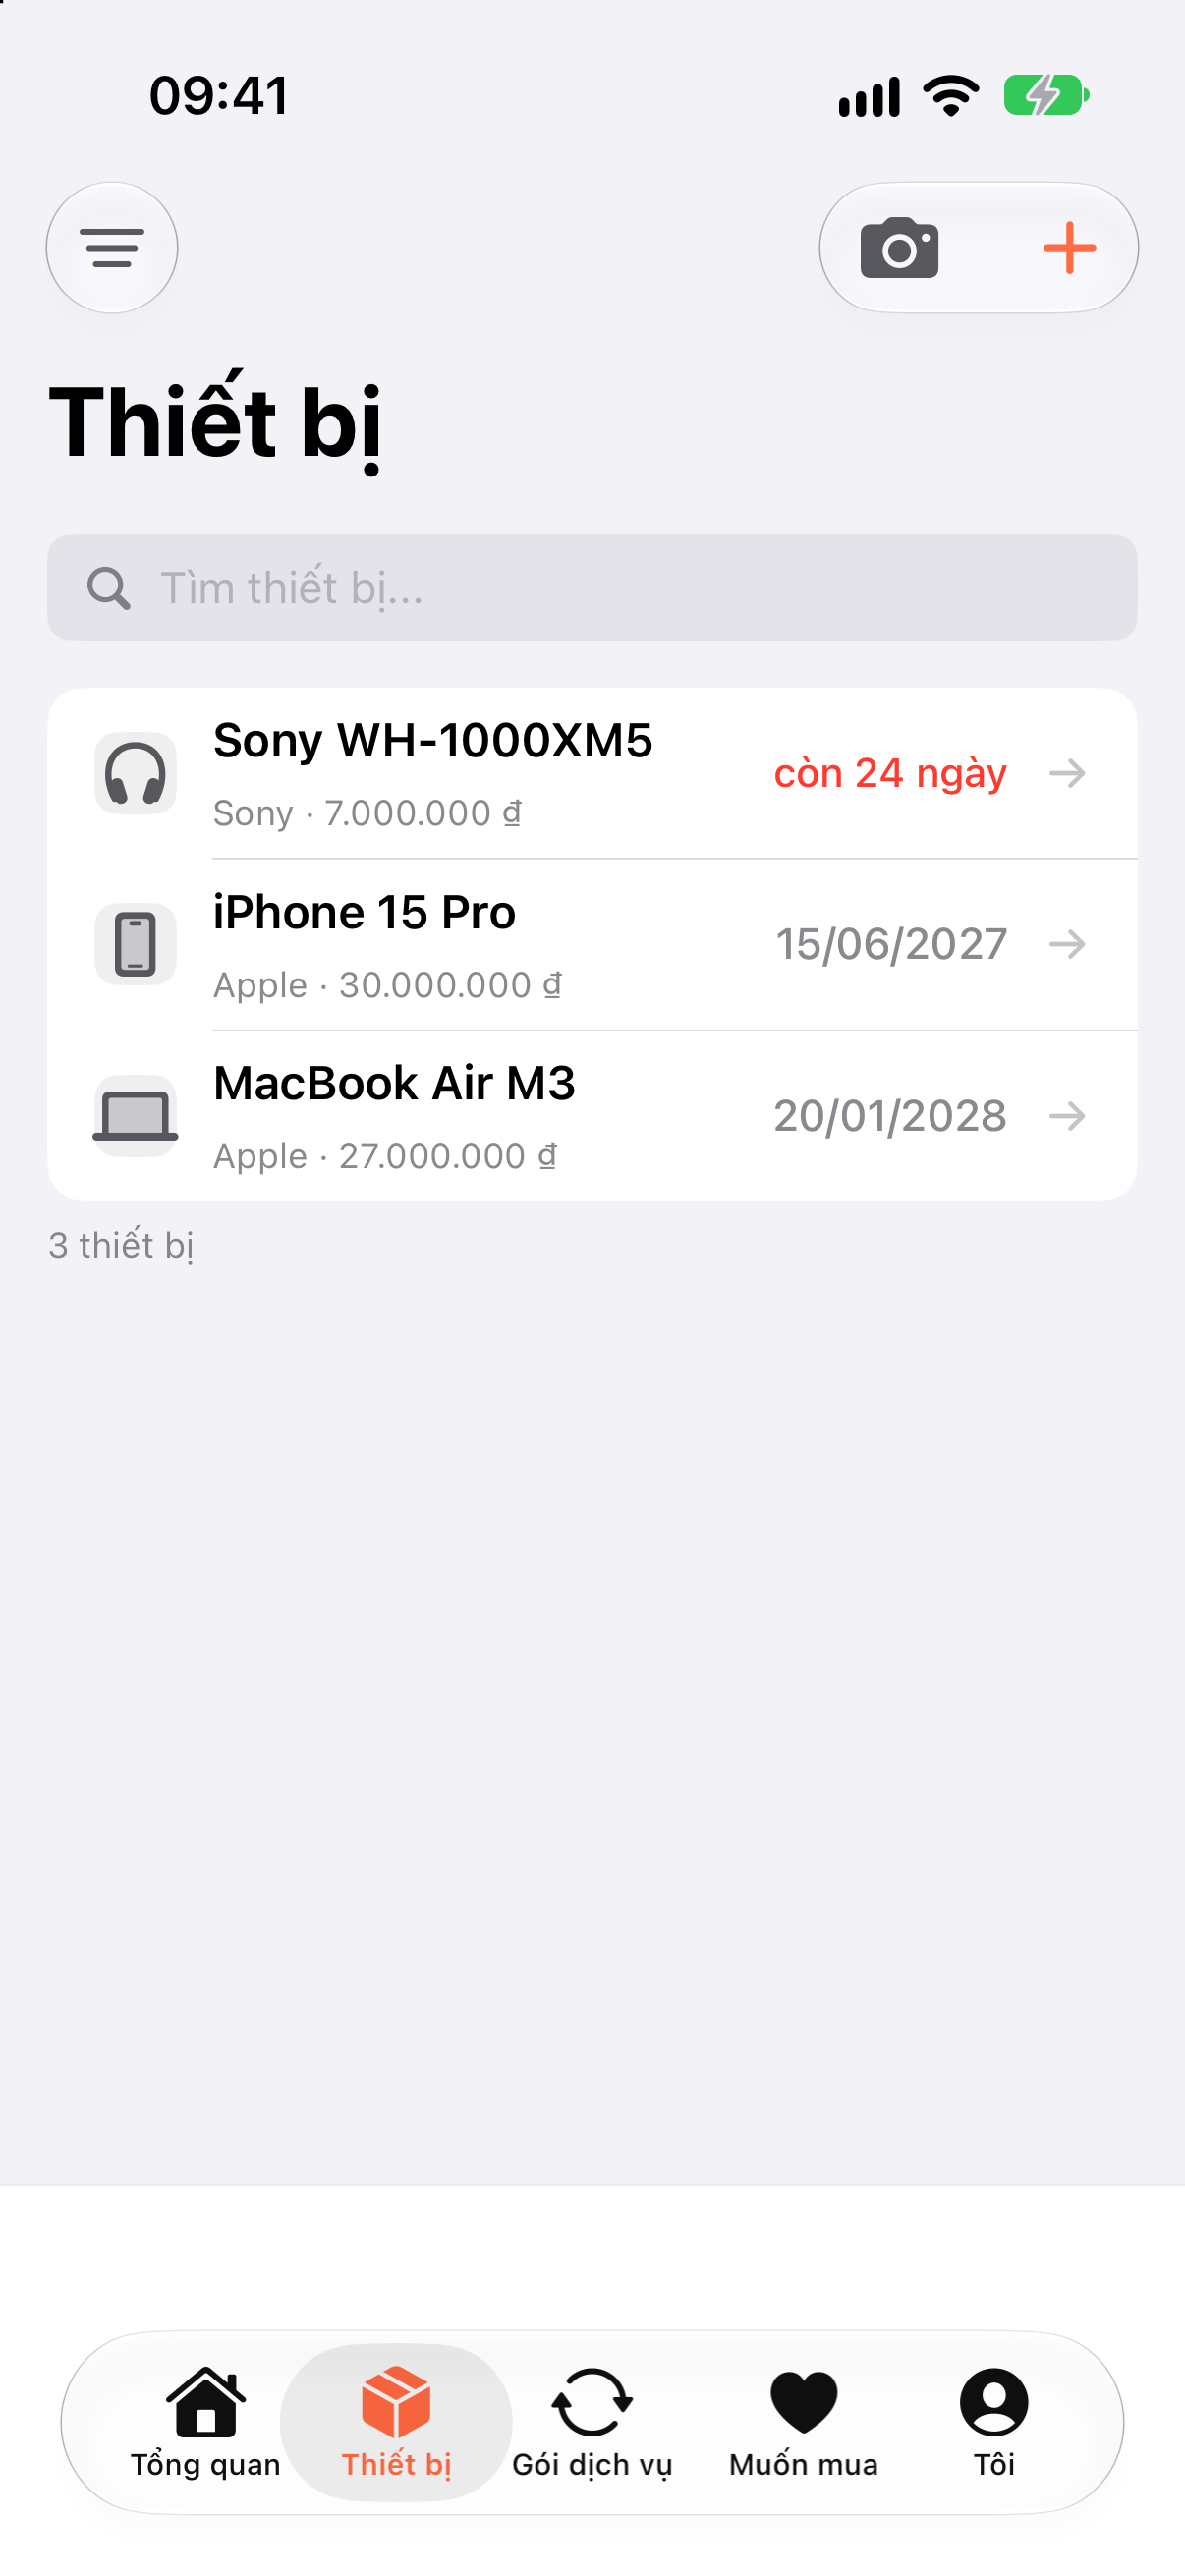 09:41
Thiết bị
Tìm thiết bị...
Sony WH-1000XM5
còn 24 ngày
Sony · 7.000.000 ₫
iPhone 15 Pro
15/06/2027
Apple · 30.000.000 ₫
MacBook Air M3
20/01/2028
Apple · 27.000.000 ₫
3 thiết bị
Tổng quan
Thiết bị
Gói dịch vụ
Muốn mua
Tôi